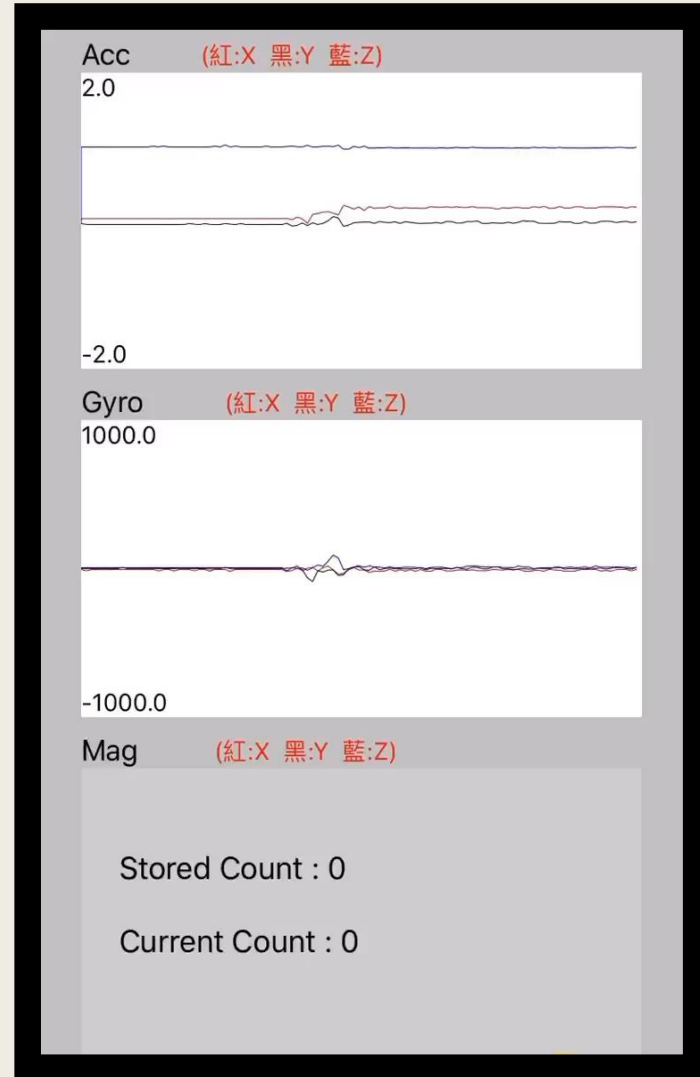 Acc (紅:X 黑:Y 藍:Z)
2.0
-2.0
Gyro (紅:X 黑:Y 藍:Z)
1000.0
-1000.0
Mag (紅:X 黑:Y 藍:Z)
Stored Count : 0
Current Count : 0